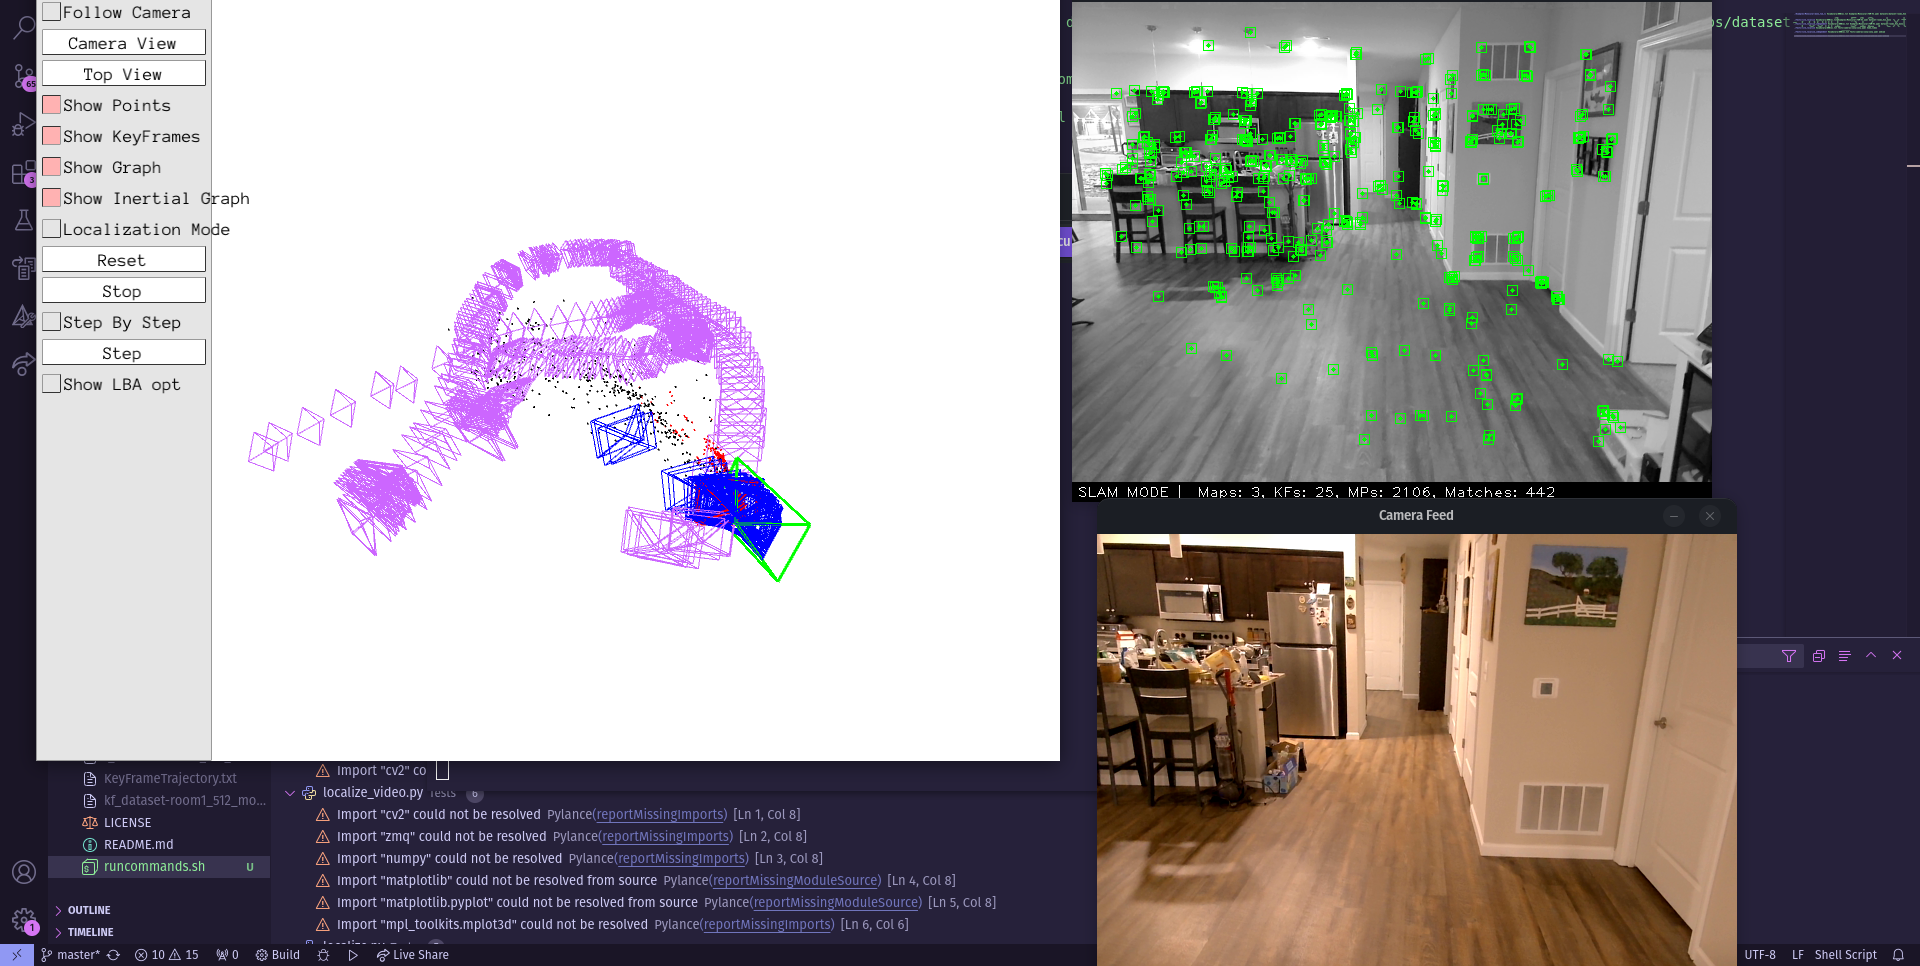 Follow Camera
Camera View
Top View
Show Points
Show KeyFrames
Show Graph
Show Inertial Graph
Localization Mode
Reset
Stop
Step By Step
Step
Show LBA opt
65
3
SLAM MODE | Maps: 3, KFs: 25, MPs: 2106, Matches: 442
Camera Feed
KeyFrameTrajectory.txt
kf_dataset-room1_512_mo...
LICENSE
README.md
runcommands.sh U
OUTLINE
TIMELINE
1
Import "cv2" co
localize_video.py Tests 6
Import "cv2" could not be resolved Pylance(reportMissingImports) [Ln 1, Col 8]
Import "zmq" could not be resolved Pylance(reportMissingImports) [Ln 2, Col 8]
Import "numpy" could not be resolved Pylance(reportMissingImports) [Ln 3, Col 8]
Import "matplotlib" could not be resolved from source Pylance(reportMissingModuleSource) [Ln 4, Col 8]
Import "matplotlib.pyplot" could not be resolved from source Pylance(reportMissingModuleSource) [Ln 5, Col 8]
Import "mpl_toolkits.mplot3d" could not be resolved Pylance(reportMissingImports) [Ln 6, Col 6]
master* 10 15 0 Build Live Share
UTF-8 LF Shell Script